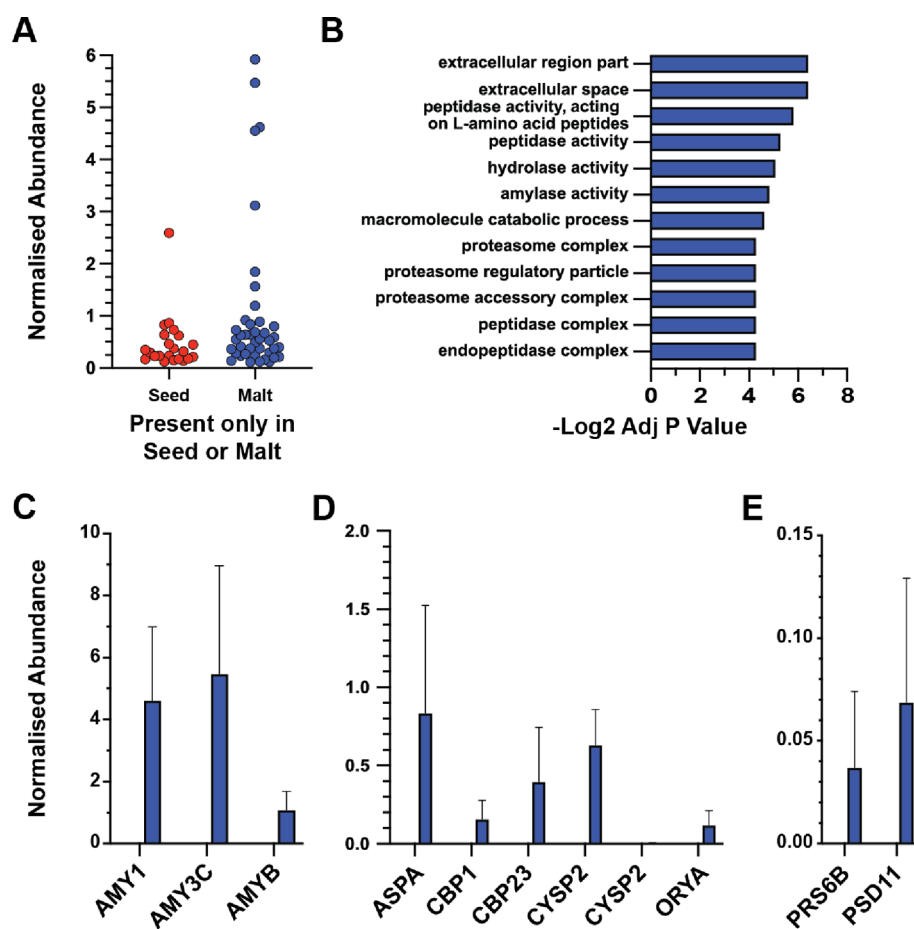 A
Normalised Abundance
6
5
4
3
2
1
0
Seed Malt
Present only in
Seed or Malt
B
extracellular region part
extracellular space
peptidase activity, acting
on L-amino acid peptides
peptidase activity
hydrolase activity
amylase activity
macromolecule catabolic process
proteasome complex
proteasome regulatory particle
proteasome accessory complex
peptidase complex
endopeptidase complex
0 2 4 6 8
-Log2 Adj P Value
C
Normalised Abundance
10
8
6
4
2
0
AMY1
AMY3C
AMYB
D
2.0
1.5
1.0
0.5
0.0
ASPA
CBP1
CBP23
CYSP2
CYSP2
ORYA
E
0.15
0.10
0.05
0.00
PRS6B
PSD11